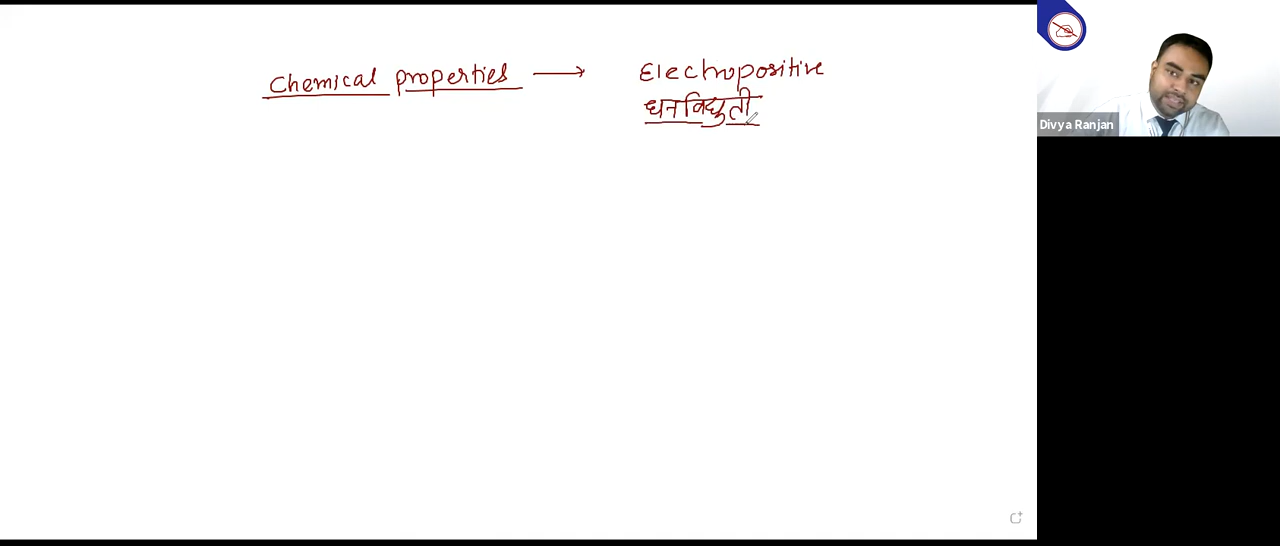 Chemical properties → Electropositive
धनविद्युती
Divya Ranjan